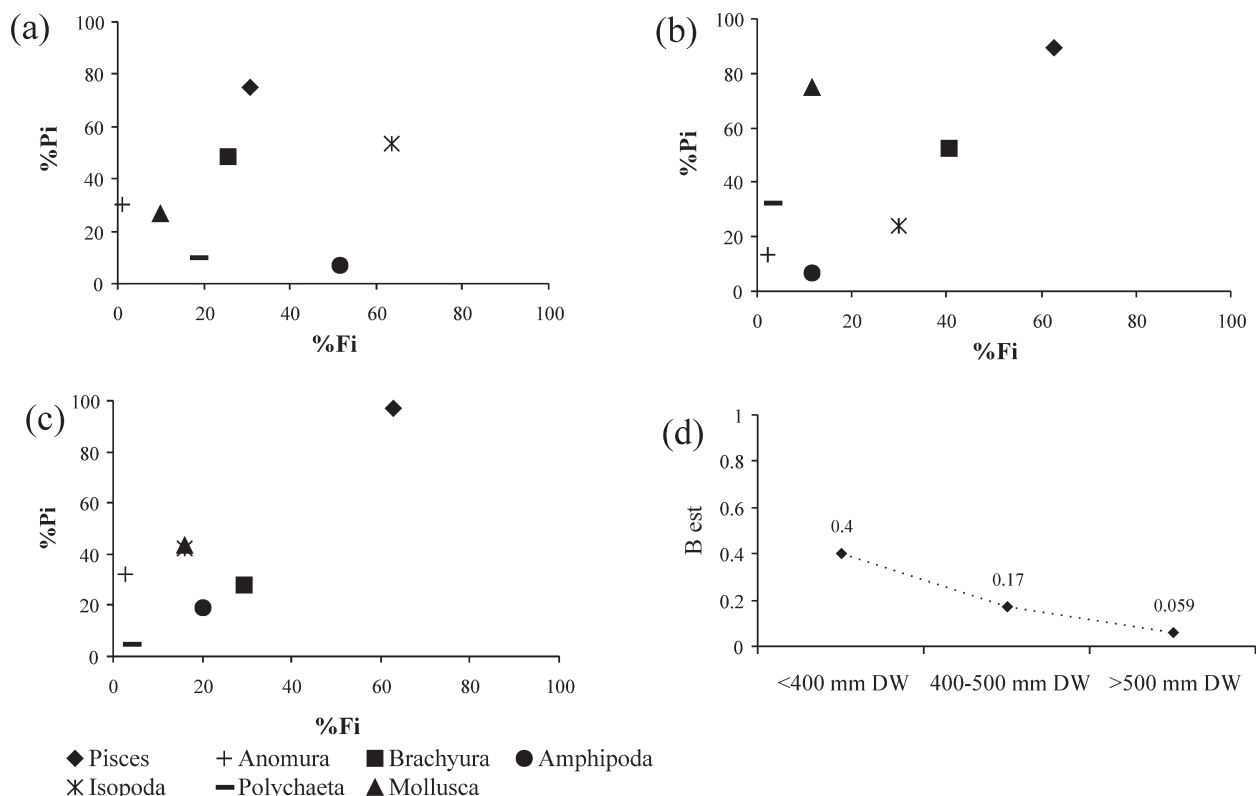 (a)
100
80
60
40
20
0
%Pi
0 20 40 60 80 100
%Fi
(b)
100
80
60
40
20
0
%Pi
0 20 40 60 80 100
%Fi
(c)
100
80
60
40
20
0
%Pi
0 20 40 60 80 100
%Fi
(d)
1
0.8
0.6
0.4
0.2
0
B est
0.4
0.17
0.059
<400 mm DW 400-500 mm DW >500 mm DW
Pisces Anomura Brachyura Amphipoda
Isopoda Polychaeta Mollusca